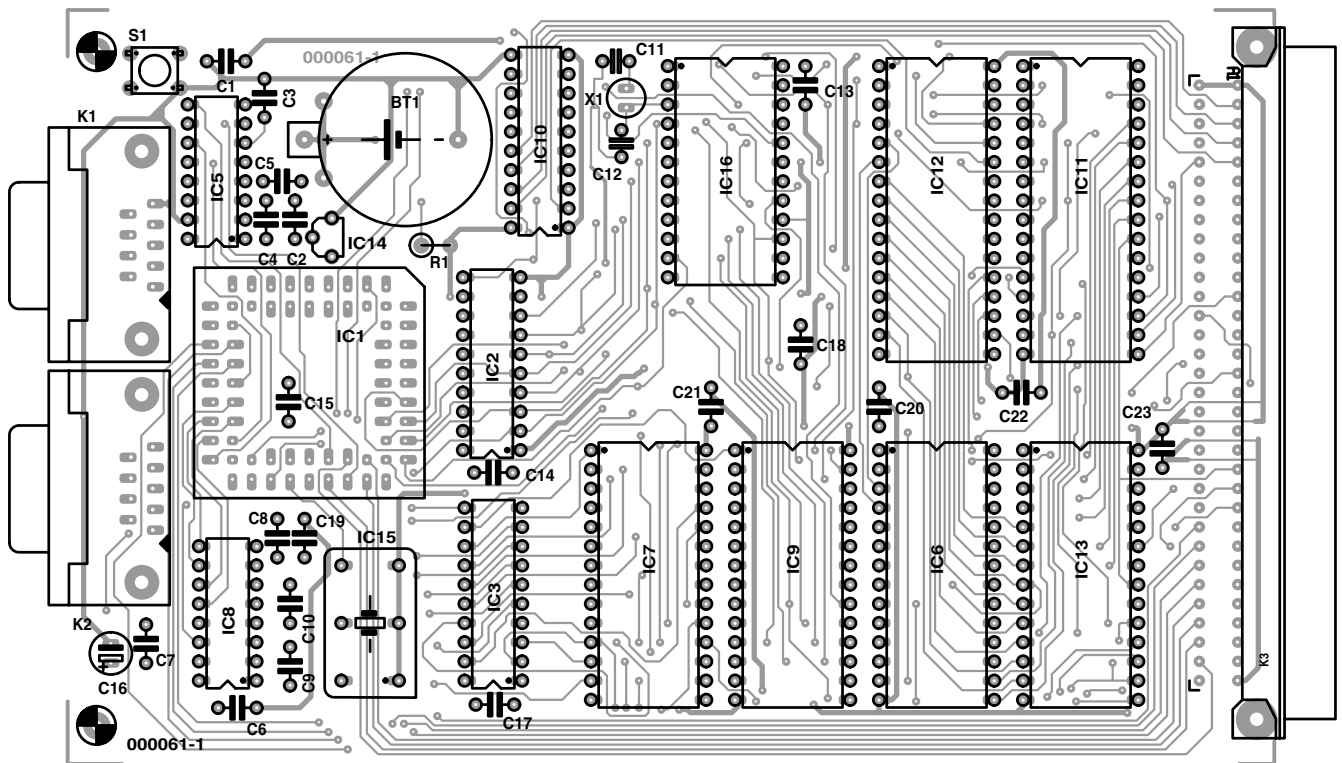 S1
000061-1
C1
C3
K1
BT1
+
-
C11
X1
C12
C13
A1
IC5
C5
IC10
IC16
IC12
IC11
C4
C2
IC14
R1
IC1
IC2
C18
C15
C21
C20
C22
C23
C14
C8
C19
IC15
IC7
IC9
IC6
IC13
IC3
IC8
C10
K2
C7
+
C16
C9
K3
C6
C17
000061-1